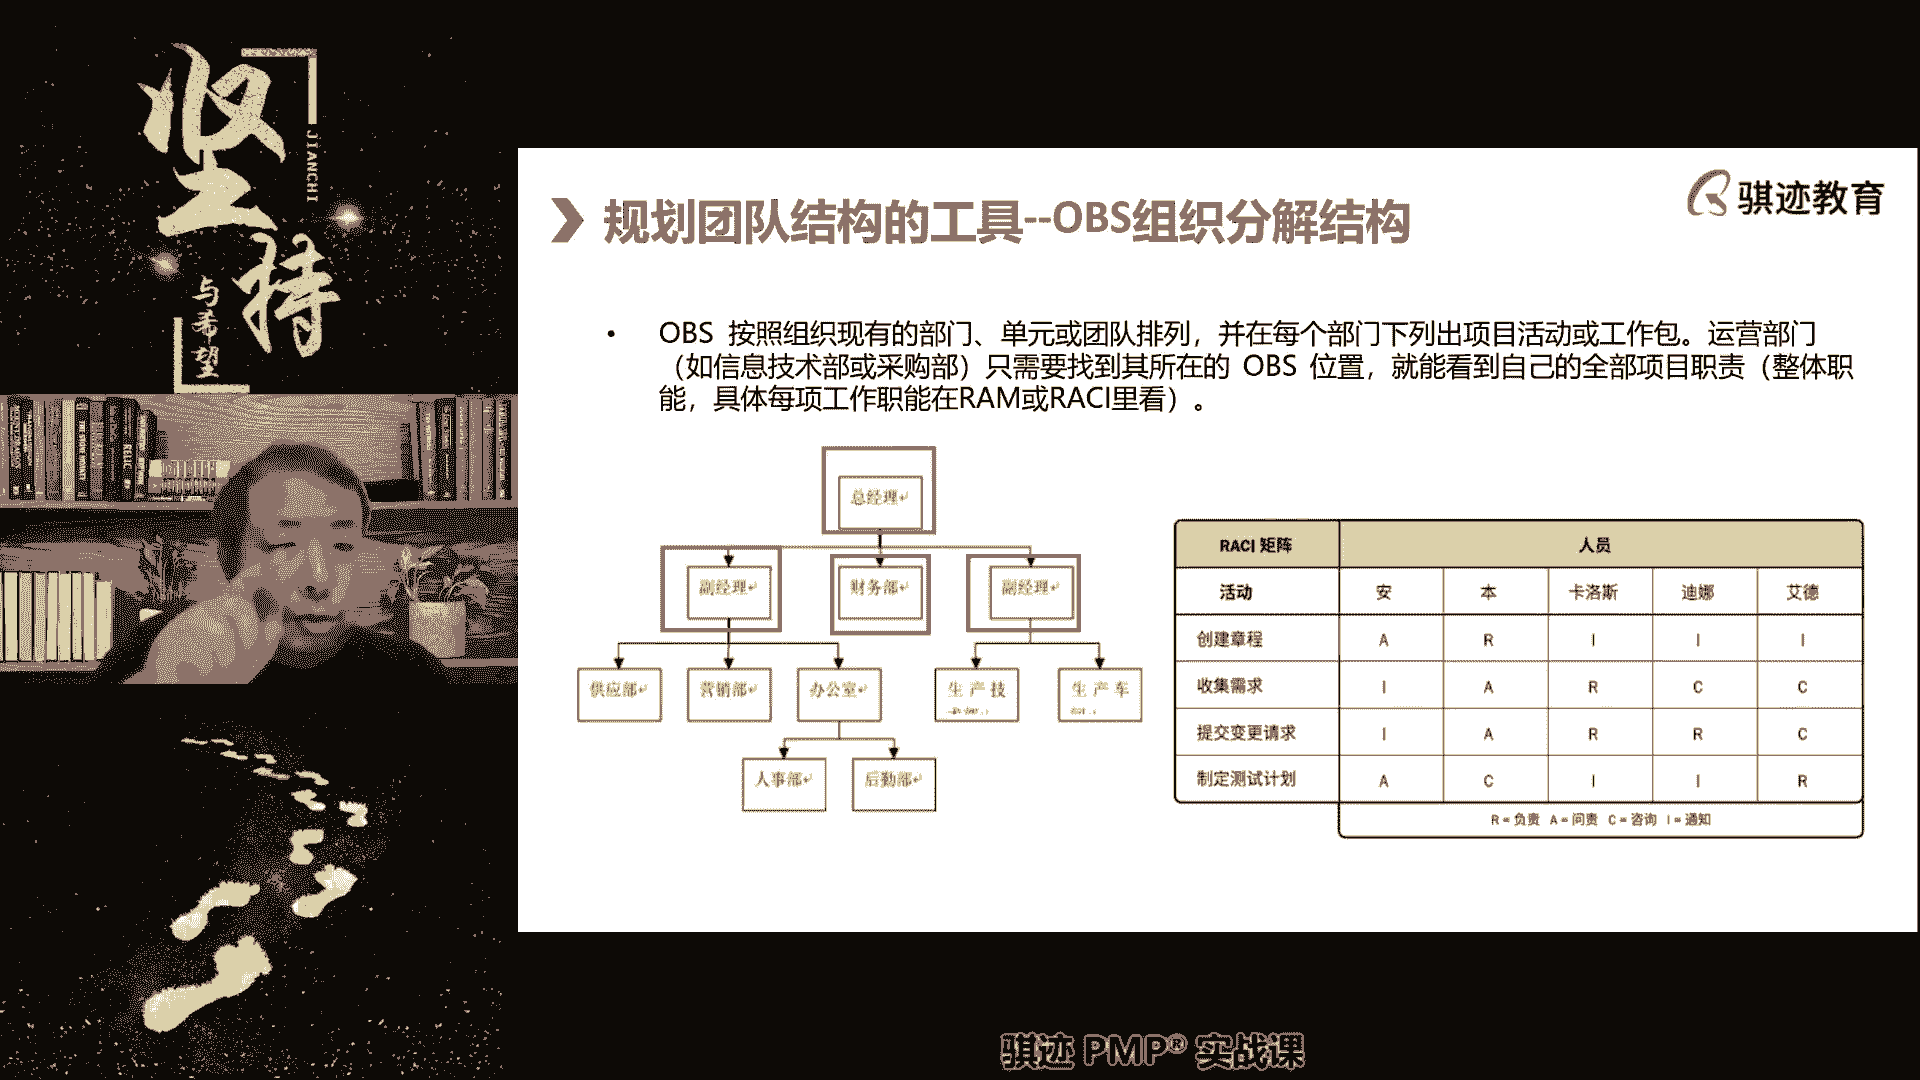 坚持
JIANCHI
与希望
骐迹教育
规划团队结构的工具--OBS组织分解结构
• OBS 按照组织现有的部门、单元或团队排列，并在每个部门下列出项目活动或工作包。运营部门
（如信息技术部或采购部）只需要找到其所在的 OBS 位置，就能看到自己的全部项目职责（整体职
能，具体每项工作职能在RAM或RACI里看）。
总经理
副经理 财务部 副经理
供应部 营销部 办公室 生产技 生产车
人事部 后勤部
RACI 矩阵 人员
活动 安 本 卡洛斯 迪娜 艾德
创建章程 A R I I I
收集需求 I A R C C
提交变更请求 I A R R C
制定测试计划 A C I I R
R = 负责 A = 问责 C = 咨询 I = 通知
骐迹 PMP® 实战课